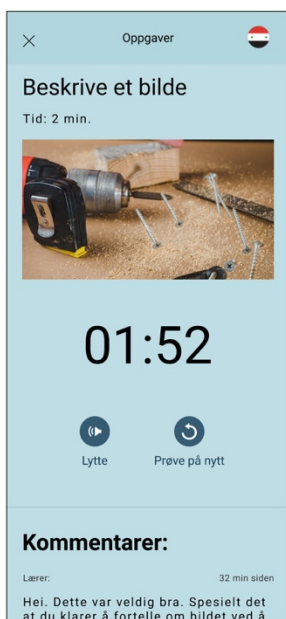 Oppgaver
Beskrive et bilde
Tid: 2 min.
01:52
Lytte
Prøve på nytt
Kommentarer:
Lærer:
32 min siden
Hei. Dette var veldig bra. Spesielt det
at du klarer å fortelle om bildet ved å